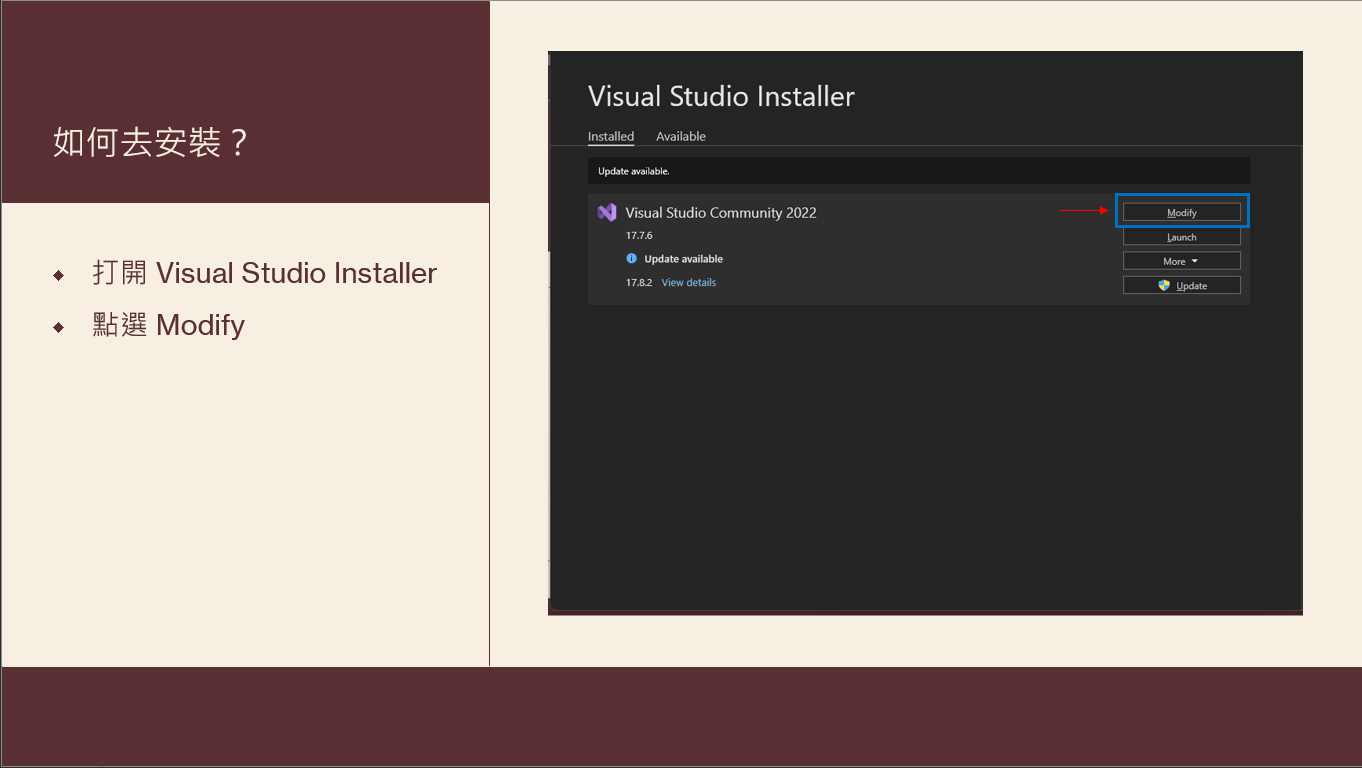 如何去安裝？
打開 Visual Studio Installer
點選 Modify
Visual Studio Installer
Installed Available
Update available.
Visual Studio Community 2022
17.7.6
Update available
17.8.2 View details
Modify
Launch
More
Update